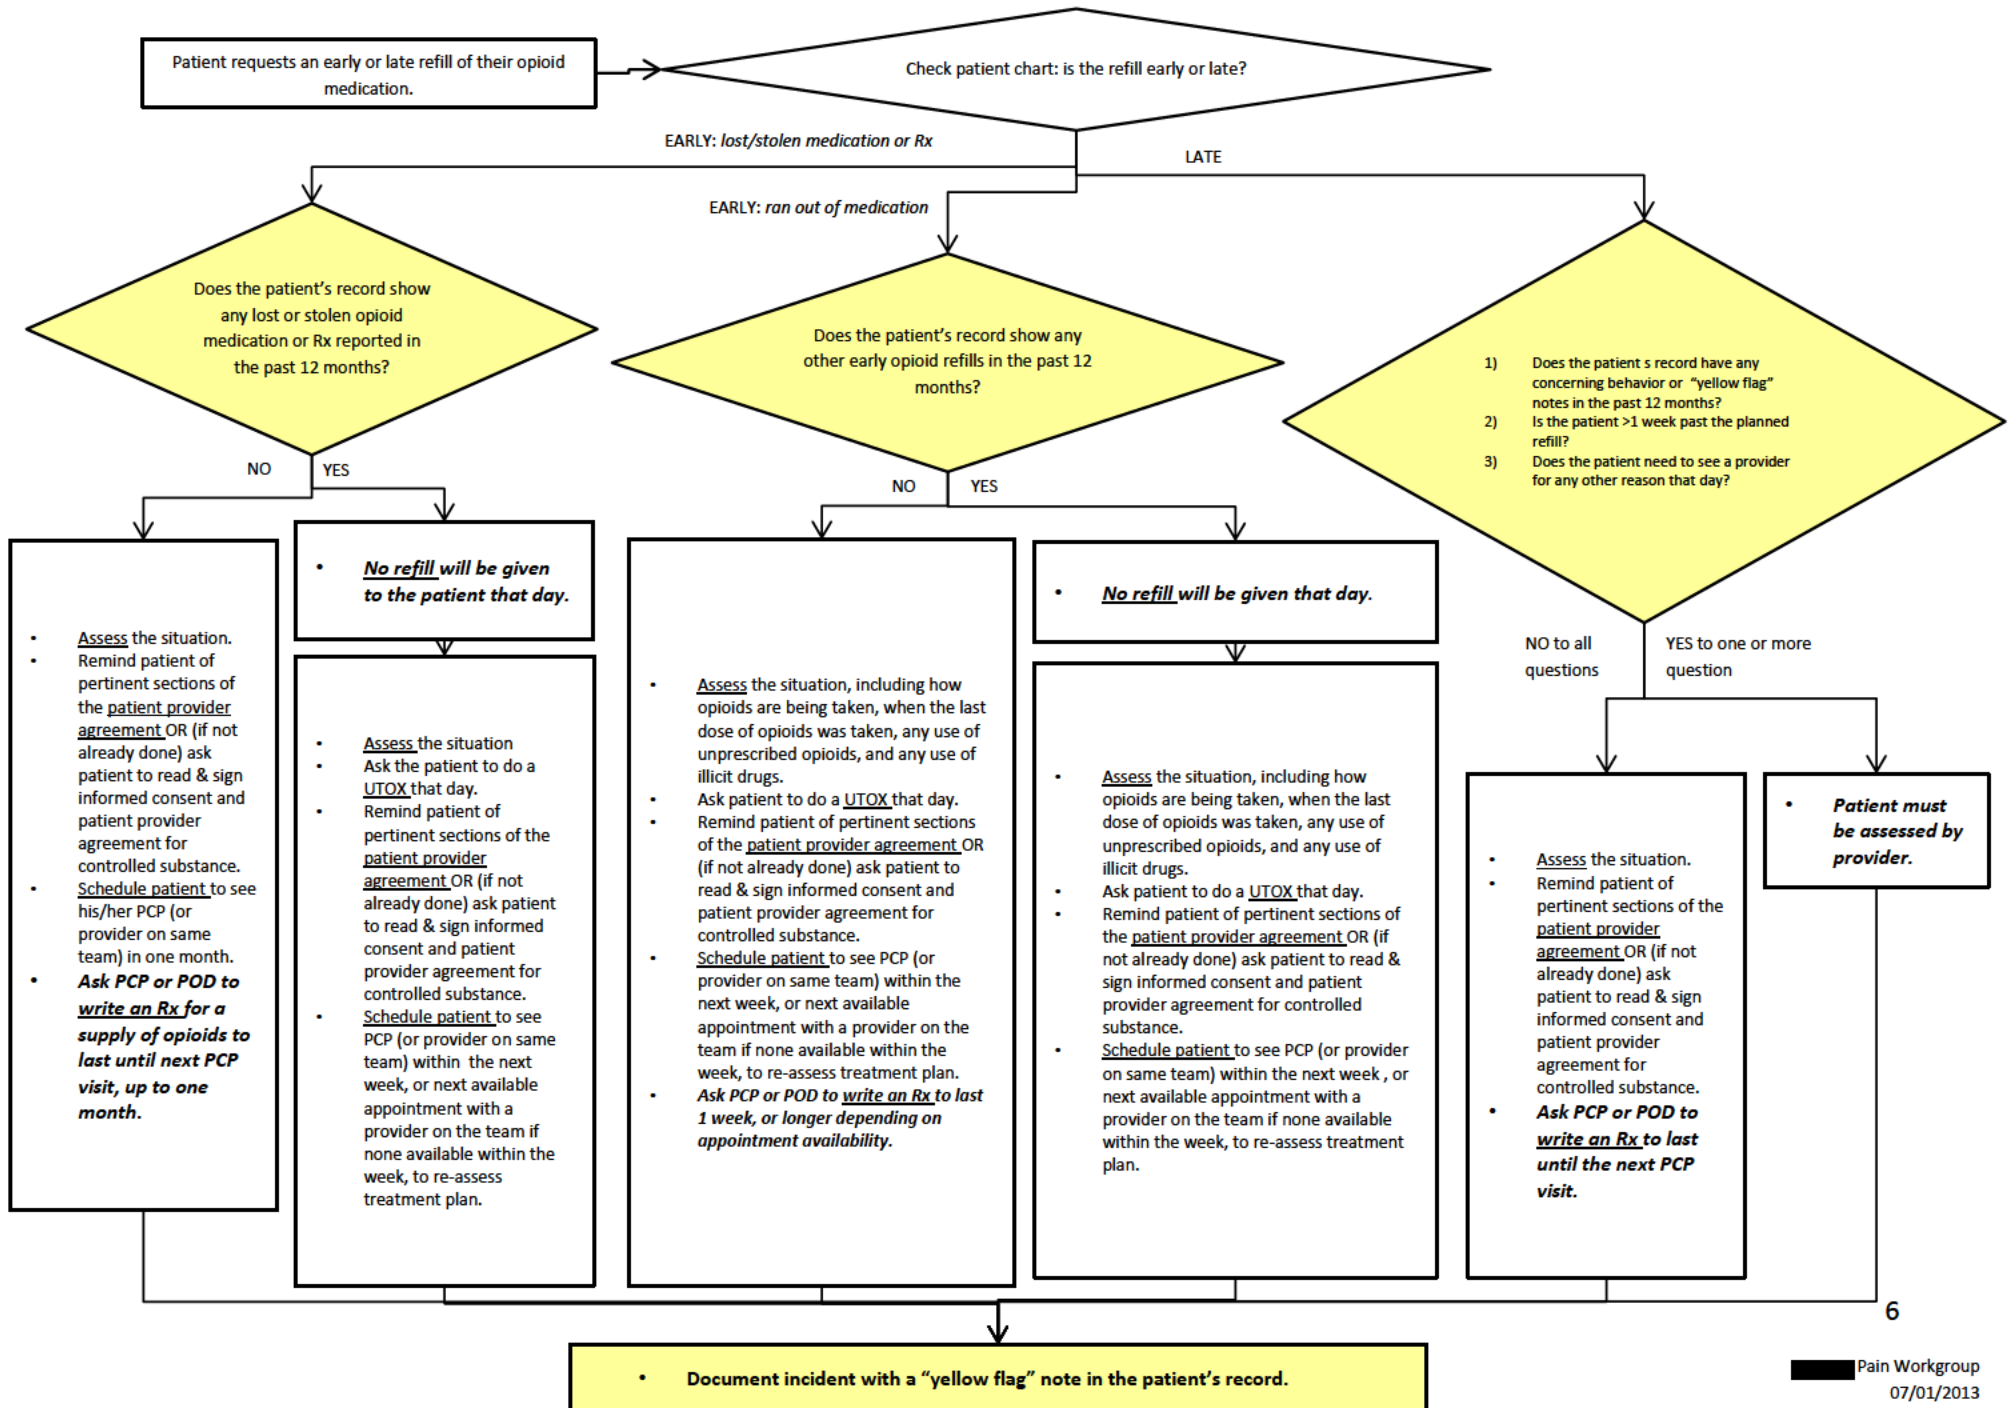 Patient requests an early or late refill of their opioid
medication.
Check patient chart: is the refill early or late?
EARLY: lost/stolen medication or Rx
LATE
EARLY: ran out of medication
Does the patient's record show
any lost or stolen opioid
medication or Rx reported in
the past 12 months?
Does the patient's record show any
other early opioid refills in the past 12
months?
1) Does the patient s record have any
concerning behavior or "yellow flag"
notes in the past 12 months?
2) Is the patient >1 week past the planned
refill?
3) Does the patient need to see a provider
for any other reason that day?
NO
YES
NO
YES
NO to all
questions
YES to one or more
question
• Assess the situation.
• Remind patient of
pertinent sections of
the patient provider
agreement OR (if not
already done) ask
patient to read & sign
informed consent and
patient provider
agreement for
controlled substance.
• Schedule patient to see
his/her PCP (or
provider on same
team) in one month.
• Ask PCP or POD to
write an Rx for a
supply of opioids to
last until next PCP
visit, up to one
month.
• No refill will be given
to the patient that day.
• Assess the situation
• Ask the patient to do a
UTOX that day.
• Remind patient of
pertinent sections of the
patient provider
agreement OR (if not
already done) ask patient
to read & sign informed
consent and patient
provider agreement for
controlled substance.
• Schedule patient to see
PCP (or provider on same
team) within the next
week, or next available
appointment with a
provider on the team if
none available within the
week, to re-assess
treatment plan.
• Assess the situation, including how
opioids are being taken, when the last
dose of opioids was taken, any use of
unprescribed opioids, and any use of
illicit drugs.
• Ask patient to do a UTOX that day.
• Remind patient of pertinent sections
of the patient provider agreement OR
(if not already done) ask patient to
read & sign informed consent and
patient provider agreement for
controlled substance.
• Schedule patient to see PCP (or
provider on same team) within the
next week, or next available
appointment with a provider on the
team if none available within the
week, to re-assess treatment plan.
• Ask PCP or POD to write an Rx to last
1 week, or longer depending on
appointment availability.
• No refill will be given that day.
• Assess the situation, including how
opioids are being taken, when the last
dose of opioids was taken, any use of
unprescribed opioids, and any use of
illicit drugs.
• Ask patient to do a UTOX that day.
• Remind patient of pertinent sections of
the patient provider agreement OR (if
not already done) ask patient to read &
sign informed consent and patient
provider agreement for controlled
substance.
• Schedule patient to see PCP (or provider
on same team) within the next week , or
next available appointment with a
provider on the team if none available
within the week, to re-assess treatment
plan.
• Assess the situation.
• Remind patient of
pertinent sections of the
patient provider
agreement OR (if not
already done) ask
patient to read & sign
informed consent and
patient provider
agreement for
controlled substance.
• Ask PCP or POD to
write an Rx to last
until the next PCP
visit.
• Patient must
be assessed by
provider.
• Document incident with a "yellow flag" note in the patient's record.
6
Pain Workgroup
07/01/2013